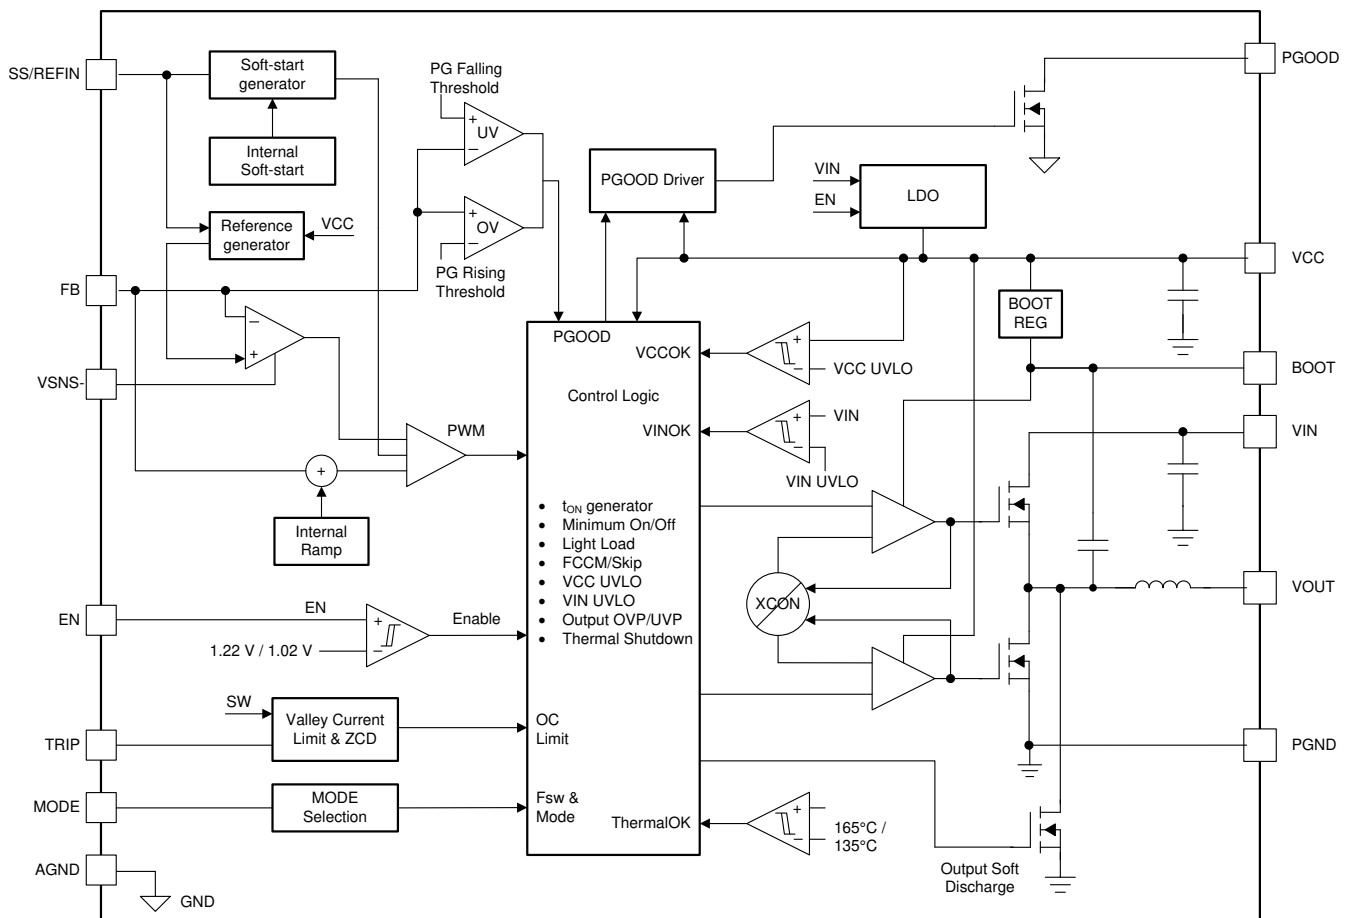 SS/REFIN
Soft-start
generator
Internal
Soft-start
Reference
generator
VCC
FB
VSNS-
PG Falling
Threshold
+
UV
−
+
OV
−
PG Rising
Threshold
−
+
PWM
+
Internal
Ramp
EN
EN
+
−
1.22 V / 1.02 V
Enable
SW
Valley Current
Limit & ZCD
TRIP
MODE
MODE
Selection
AGND
GND
PGOOD
Control Logic
• tON generator
• Minimum On/Off
• Light Load
• FCCM/Skip
• VCC UVLO
• VIN UVLO
• Output OVP/UVP
• Thermal Shutdown
OC
Limit
Fsw &
Mode
VCCOK
VINOK
ThermalOK
PGOOD Driver
VIN
EN
LDO
+
−
VCC UVLO
+
VIN
−
VIN UVLO
XCON
+
−
165°C /
135°C
BOOT
REG
Output Soft
Discharge
PGOOD
VCC
BOOT
VIN
VOUT
PGND